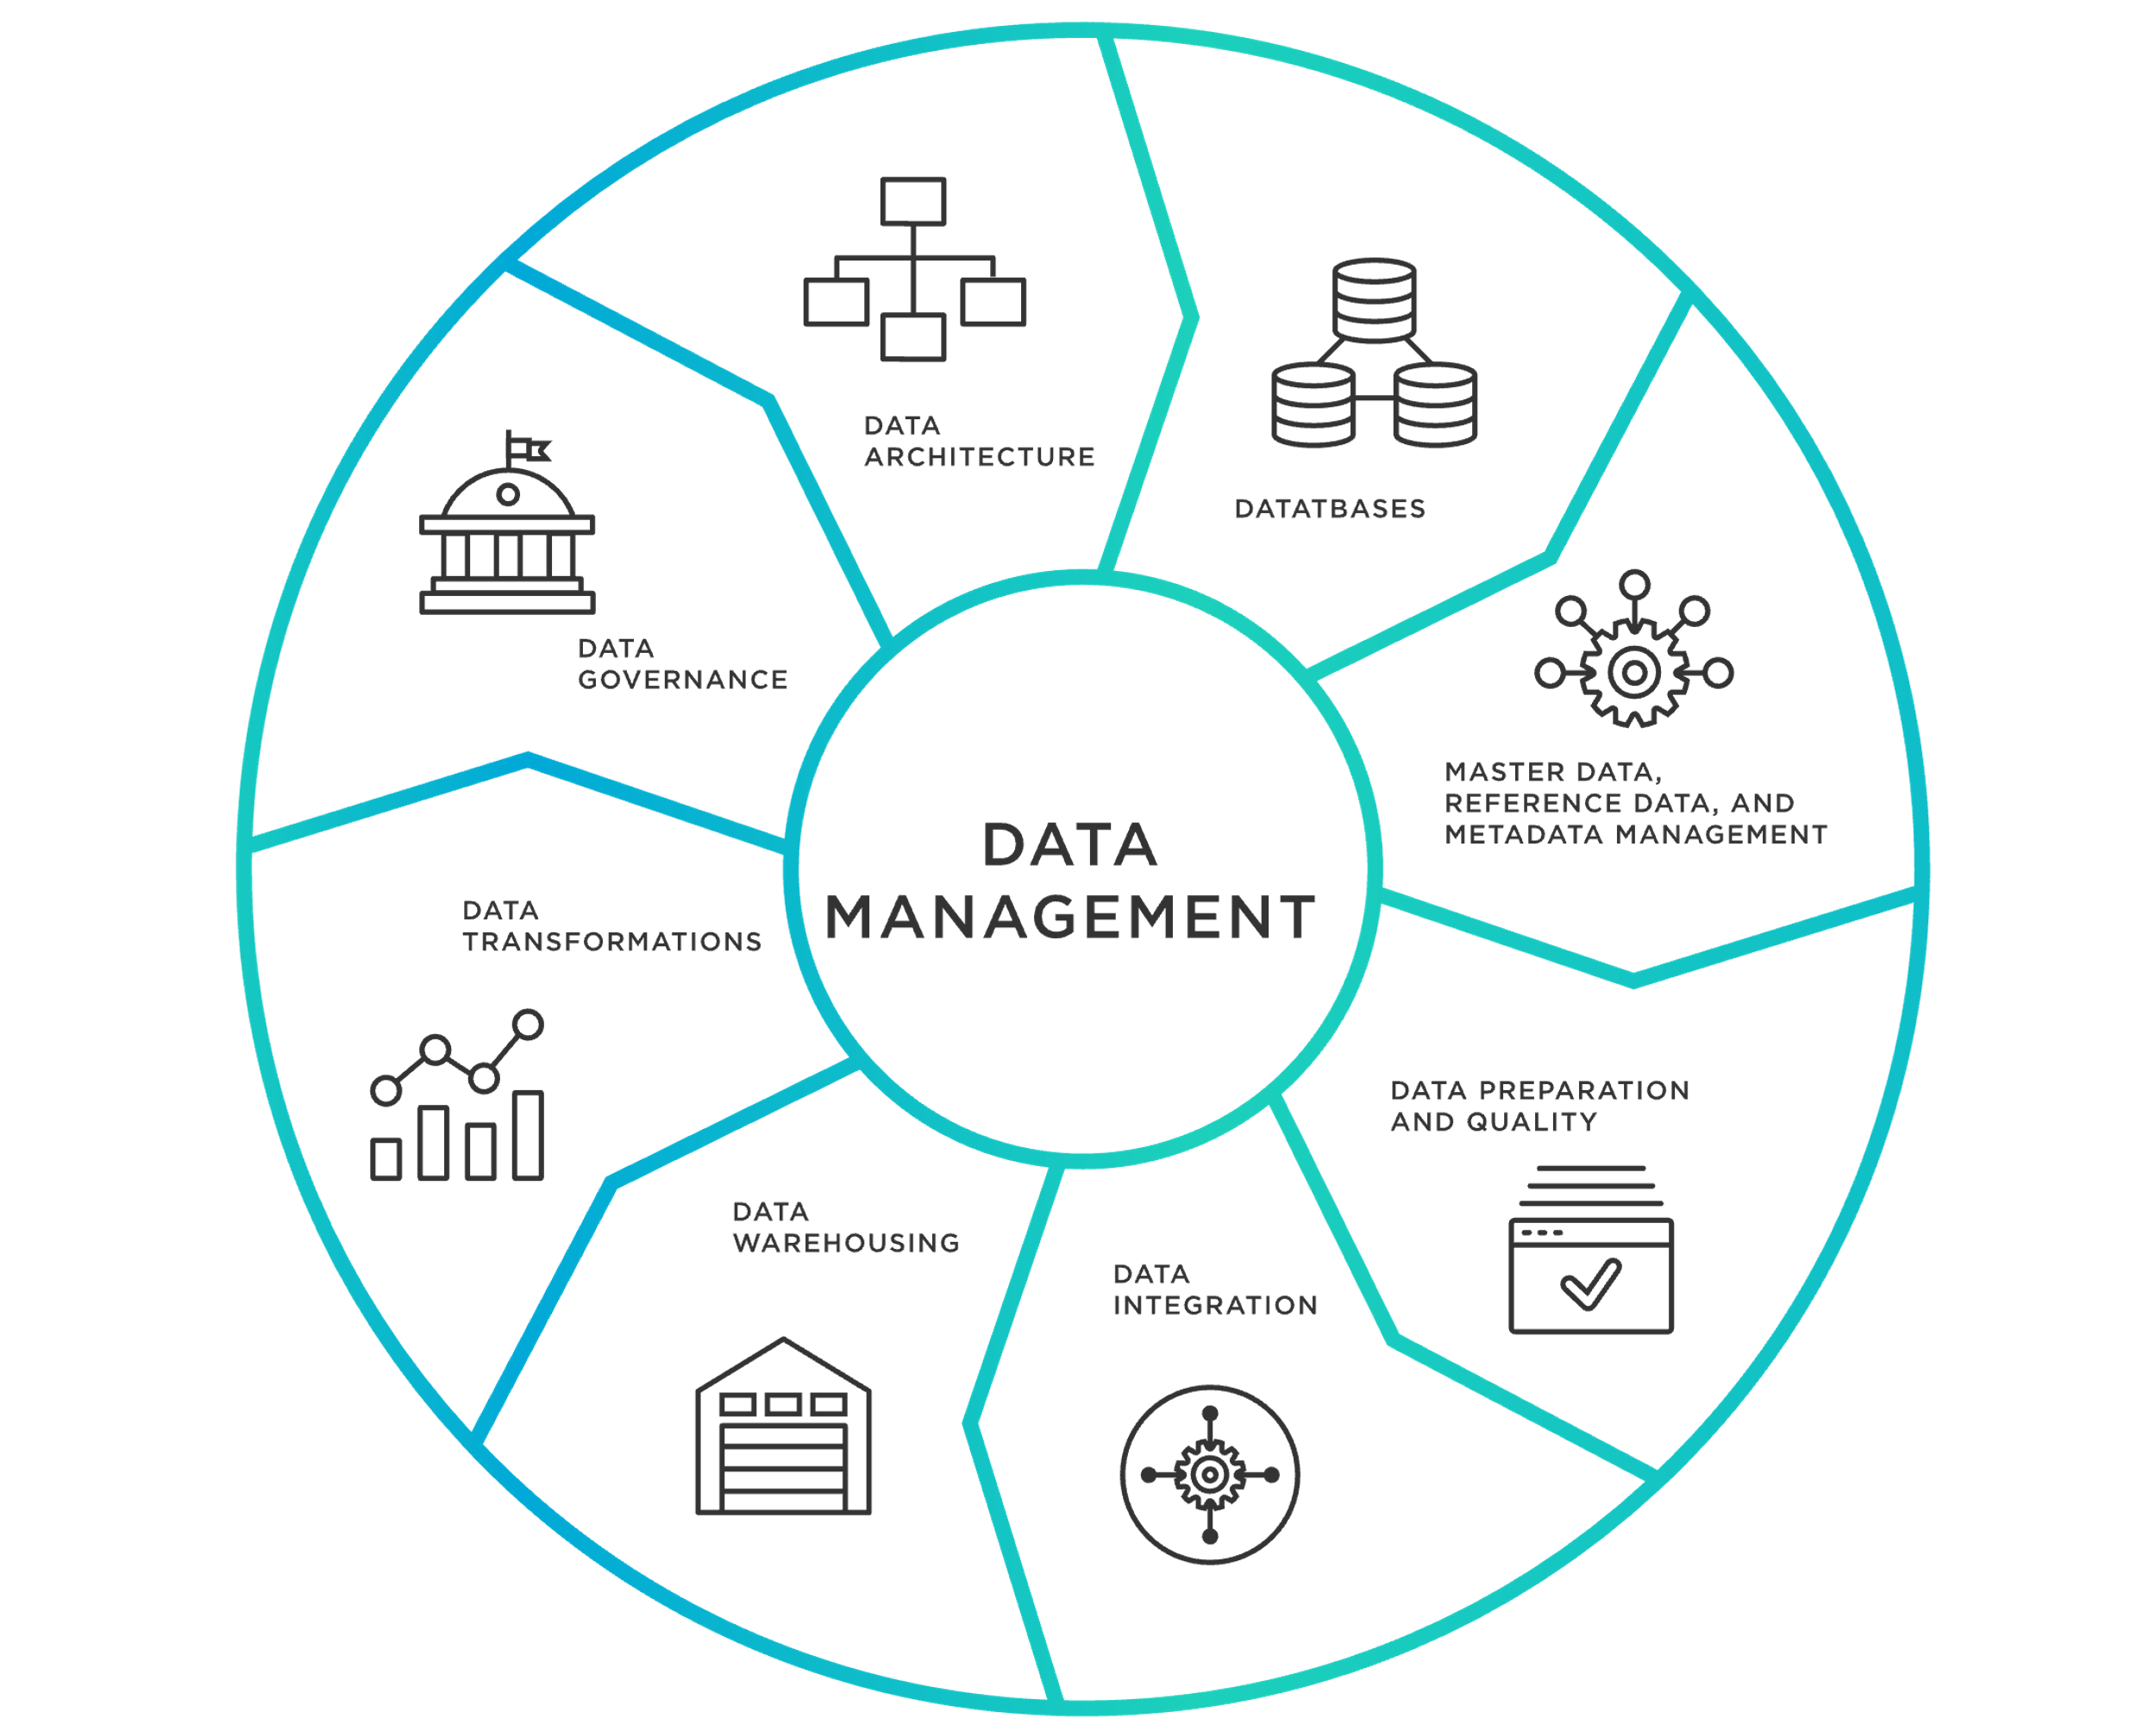 DATA
ARCHITECTURE
DATATBASES
DATA
GOVERNANCE
MASTER DATA,
REFERENCE DATA, AND
METADATA MANAGEMENT
DATA
MANAGEMENT
DATA
TRANSFORMATIONS
DATA PREPARATION
AND QUALITY
DATA
WAREHOUSING
DATA
INTEGRATION